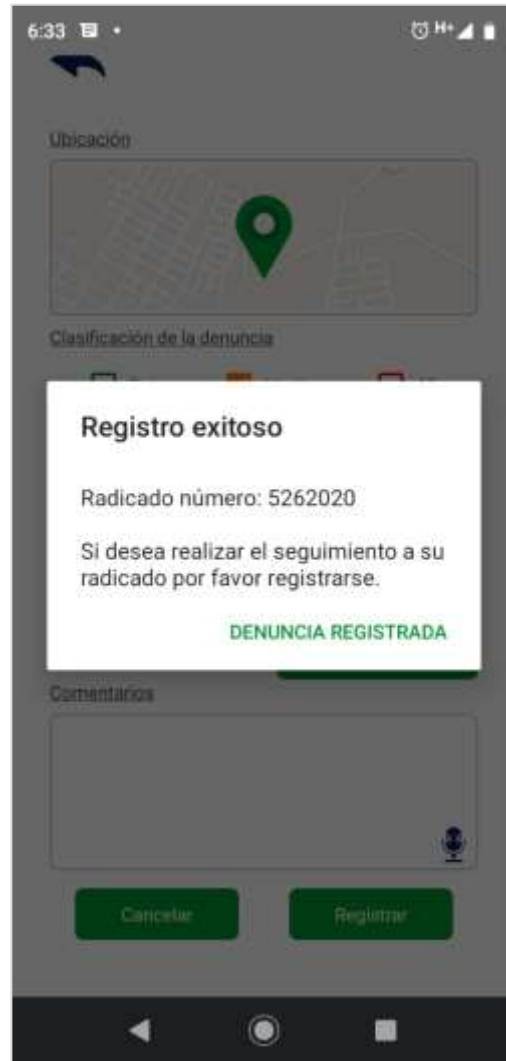 6:33
H+
Ubicación
Clasificación de la denuncia
Registro exitoso
Radicado número: 5262020
Si desea realizar el seguimiento a su
radicado por favor registrarse.
DENUNCIA REGISTRADA
Comentarios
Cancelar
Registrar